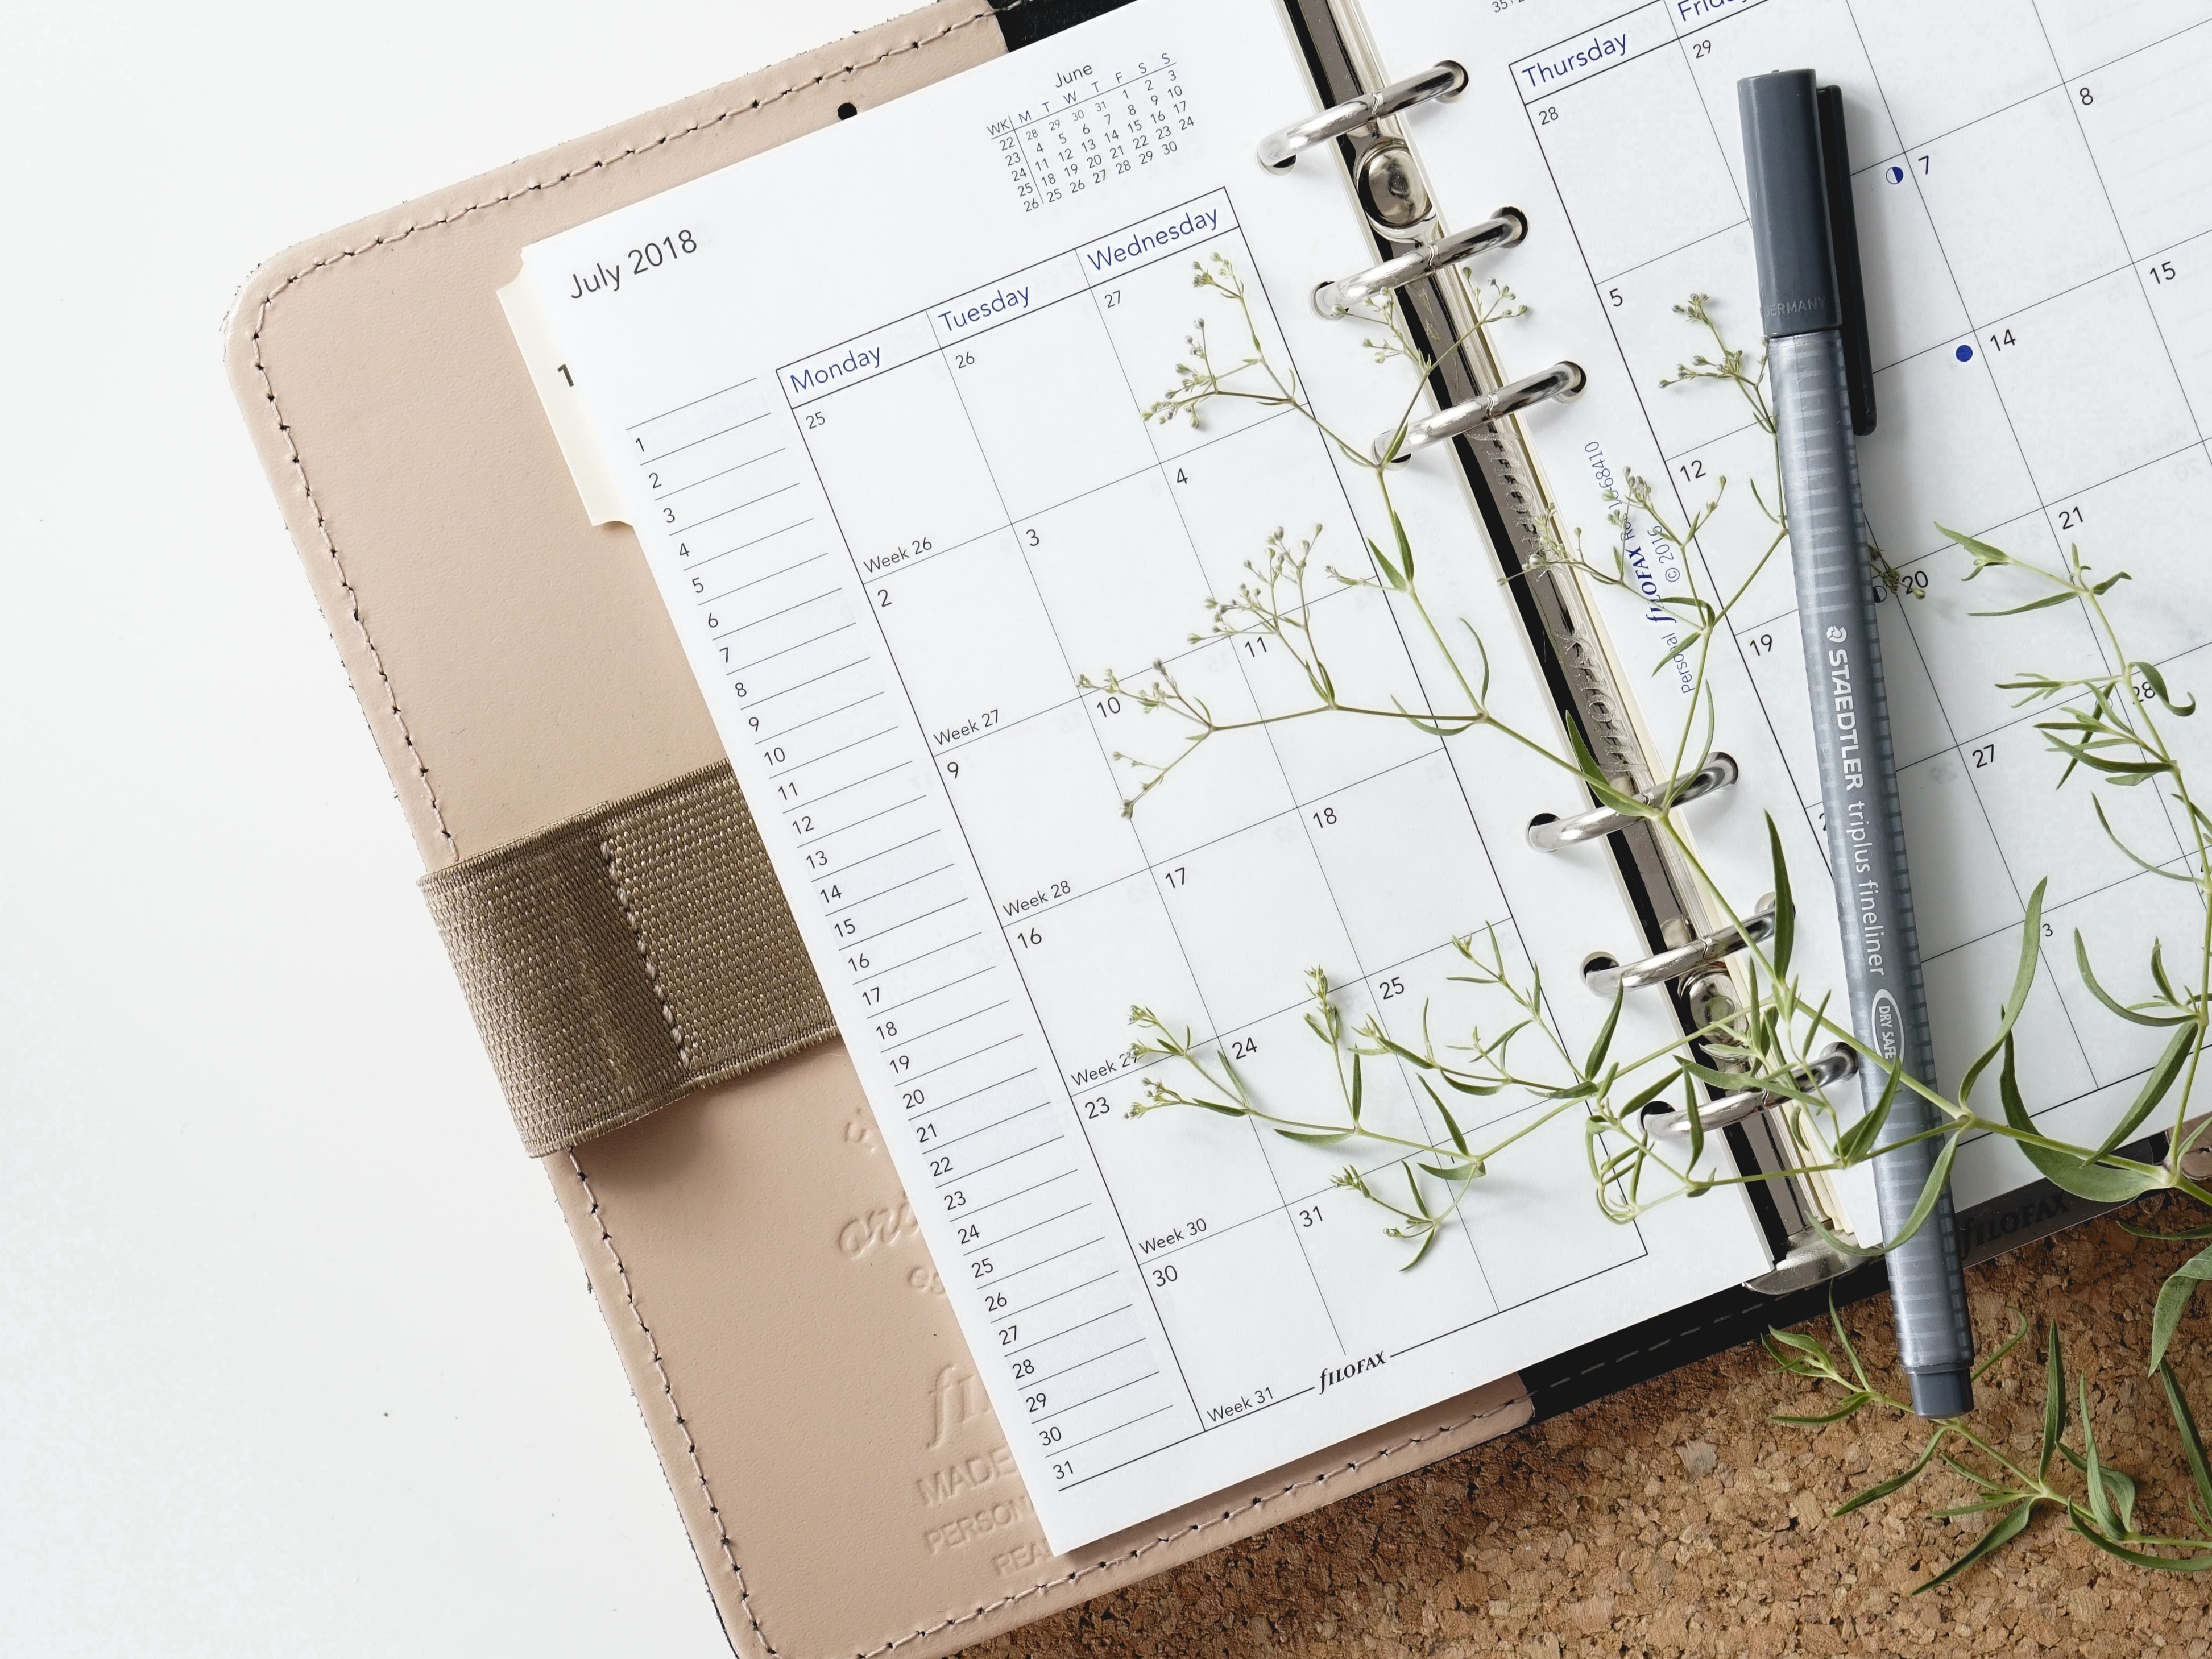 July 2018
June
WK M T W T F S S
22 28 29 30 31 1 2 3
23 4 5 6 7 8 9 10
24 11 12 13 14 15 16 17
25 18 19 20 21 22 23 24
26 25 26 27 28 29 30
Monday Tuesday Wednesday
25 26 27
Week 26
2 3 4
Week 27
9 10 11
Week 28
16 17 18
Week 29
23 24 25
Week 30
30 31
Week 31
fILOFAX
1
2
3
4
5
6
7
8
9
10
11
12
13
14
15
16
17
18
19
20
21
22
23
24
25
26
27
28
29
30
31
1
Thursday
28 29
5 7 8
12 14 15
19 20 21
27 28
3
Personal fILOFAX
© 2016
GERMANY
STAEDTLER triplus fineliner
DRY SAFE
fILOFAX
MADE